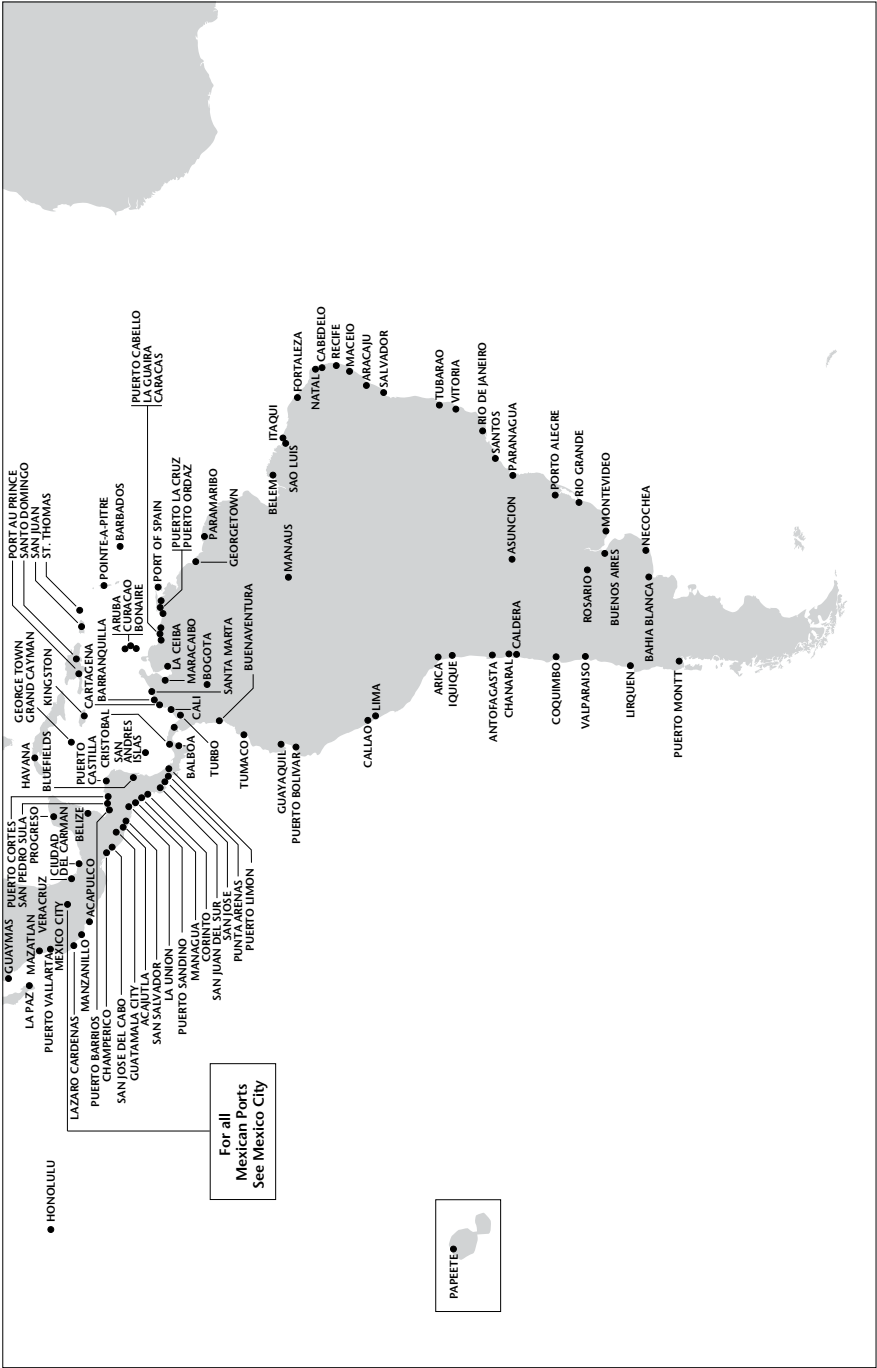 GUAYMAS
LA PAZ
MAZATLAN
PUERTO VALLARTA
VERACRUZ
MEXICO CITY
LAZARO CARDENAS
MANZANILLO
ACAPULCO
PUERTO CORTES
SAN PEDRO SULA
PROGRESO
CIUDAD
DEL CARMAN
BELIZE
HAVANA
BLUEFIELDS
GEORGE TOWN
GRAND CAYMAN
KINGSTON
PORT AU PRINCE
SANTO DOMINGO
SAN JUAN
ST. THOMAS
POINTE-A-PITRE
BARBADOS
CARTAGENA
BARRANQUILLA
ARUBA
CURACAO
BONAIRE
PUERTO CABELLO
LA GUAIRA
CARACAS
PUERTO
CASTILLA
CRISTOBAL
SAN
ANDRES
ISLAS
PORT OF SPAIN
PUERTO LA CRUZ
PUERTO ORDAZ
PARAMARIBO
GEORGETOWN
LA CEIBA
MARACAIBO
BOGOTA
SANTA MARTA
BUENAVENTURA
CALI
BALBOA
TURBO
TUMACO
GUAYAQUIL
PUERTO BOLIVAR
PUERTO BARRIOS
CHAMPERICO
SAN JOSE DEL CABO
GUATAMALA CITY
ACAJUTLA
SAN SALVADOR
LA UNION
PUERTO SANDINO
MANAGUA
CORINTO
SAN JUAN DEL SUR
SAN JOSE
PUNTA ARENAS
PUERTO LIMON
HONOLULU
For all
Mexican Ports
See Mexico City
BELEM
ITAQUI
SAO LUIS
MANAUS
FORTALEZA
NATAL
CABEDELO
RECIFE
MACEIO
ARACAJU
SALVADOR
CALLAO
LIMA
ARICA
IQUIQUE
TUBARAO
VITORIA
RIO DE JANEIRO
SANTOS
PARANAGUA
ANTOFAGASTA
CHANARAL
CALDERA
ASUNCION
COQUIMBO
PORTO ALEGRE
RIO GRANDE
VALPARAISO
ROSARIO
MONTEVIDEO
BUENOS AIRES
LIRQUEN
BAHIA BLANCA
NECOCHEA
PUERTO MONTT
PAPEETE